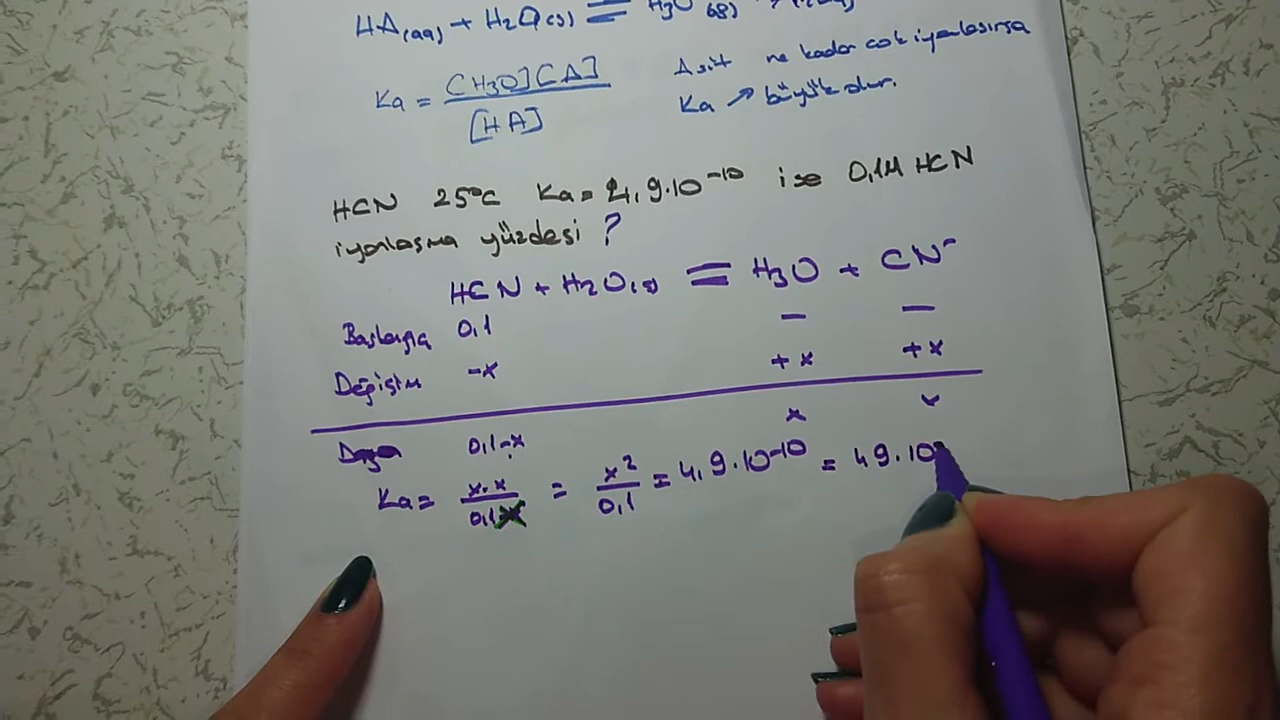 HA(aq) + H2O(s) ⇌ H3O (aq) +
Ka = [H3O][A] / [HA]
Asit ne kadar çok iyonlaşırsa
Ka ↗ büyük olur.
HCN 25°C Ka = 4,9.10⁻¹⁰ ise 0,1M HCN
iyonlaşma yüzdesi ?
HCN + H2O(s) = H3O + CN⁻
Başlangıç 0,1 − −
Değişim -x +x +x
0,1-x x x
Ka = x.x / 0,1-x = x² / 0,1 = 4,9.10⁻¹⁰ = 49.10